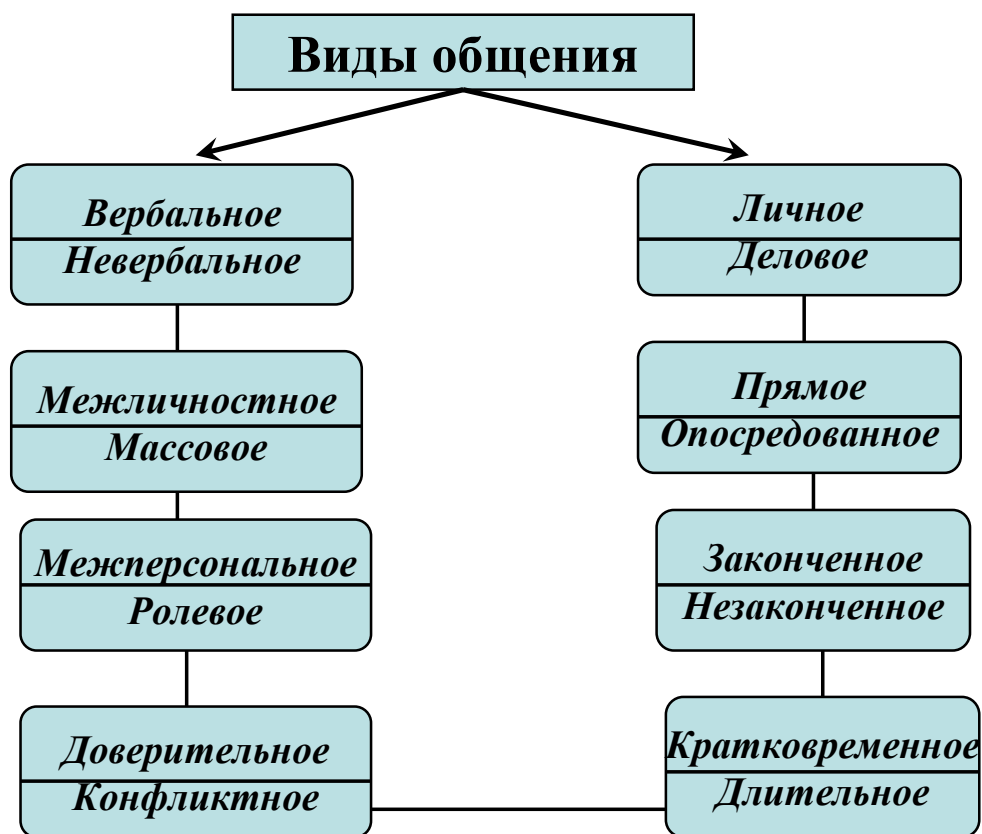 Виды общения
Вербальное
Невербальное
Межличностное
Массовое
Межперсональное
Ролевое
Доверительное
Конфликтное
Личное
Деловое
Прямое
Опосредованное
Законченное
Незаконченное
Кратковременное
Длительное